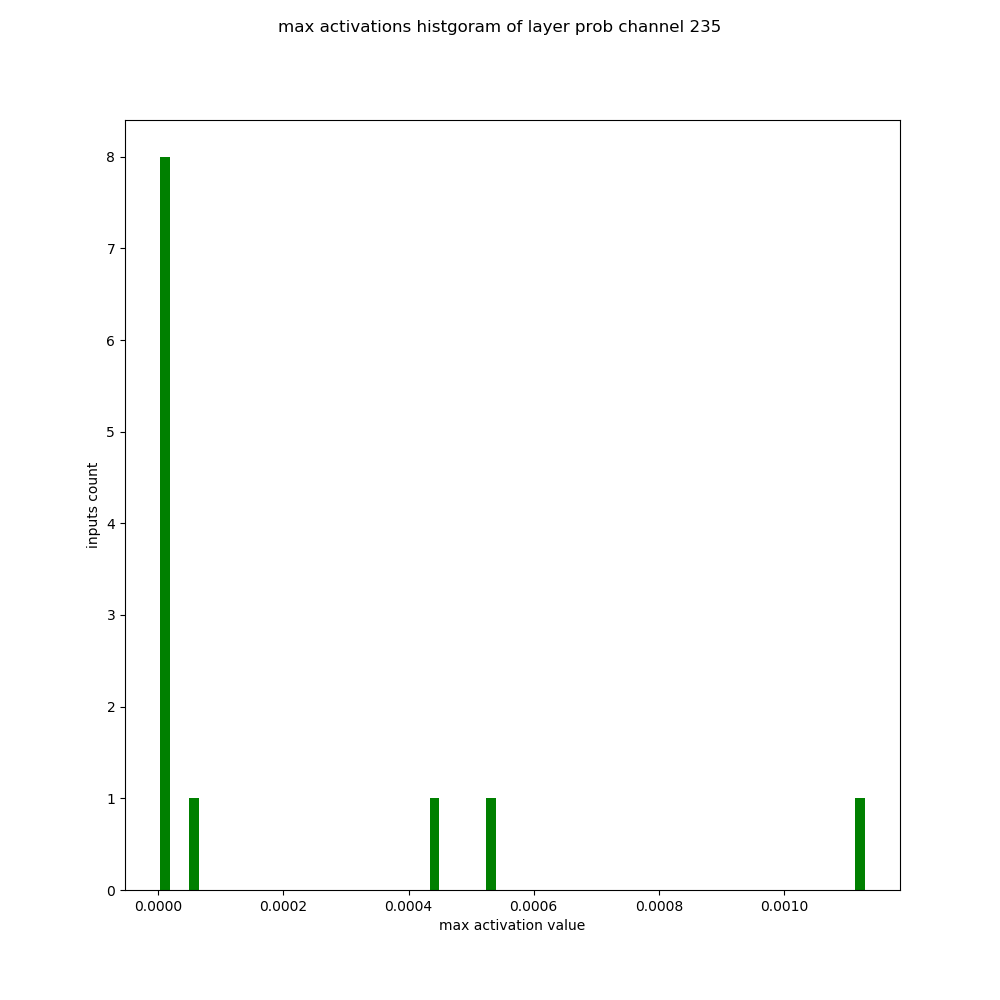 max activations histgoram of layer prob channel 235
8
7
6
5
4
3
2
1
0
inputs count
0.0000 0.0002 0.0004 0.0006 0.0008 0.0010
max activation value